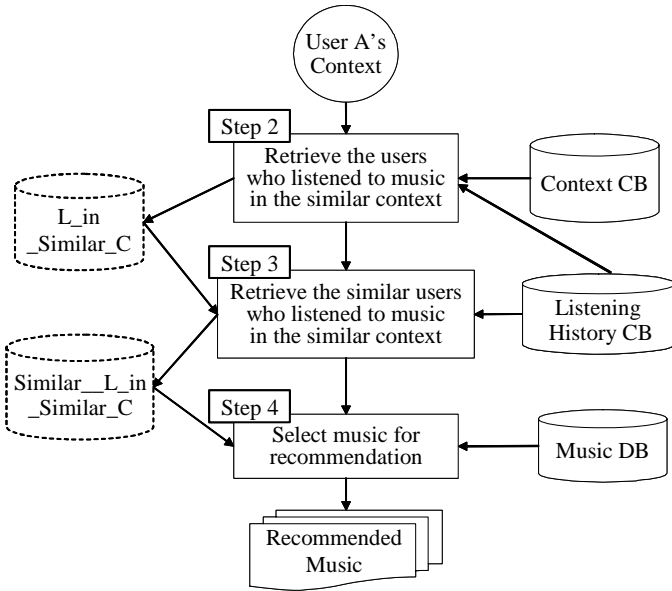 User A's
Context
Step 2
Retrieve the users
who listened to music
in the similar context
Context CB
L_in
_Similar_C
Step 3
Retrieve the similar users
who listened to music
in the similar context
Listening
History CB
Similar__L_in
_Similar_C
Step 4
Select music for
recommendation
Music DB
Recommended
Music